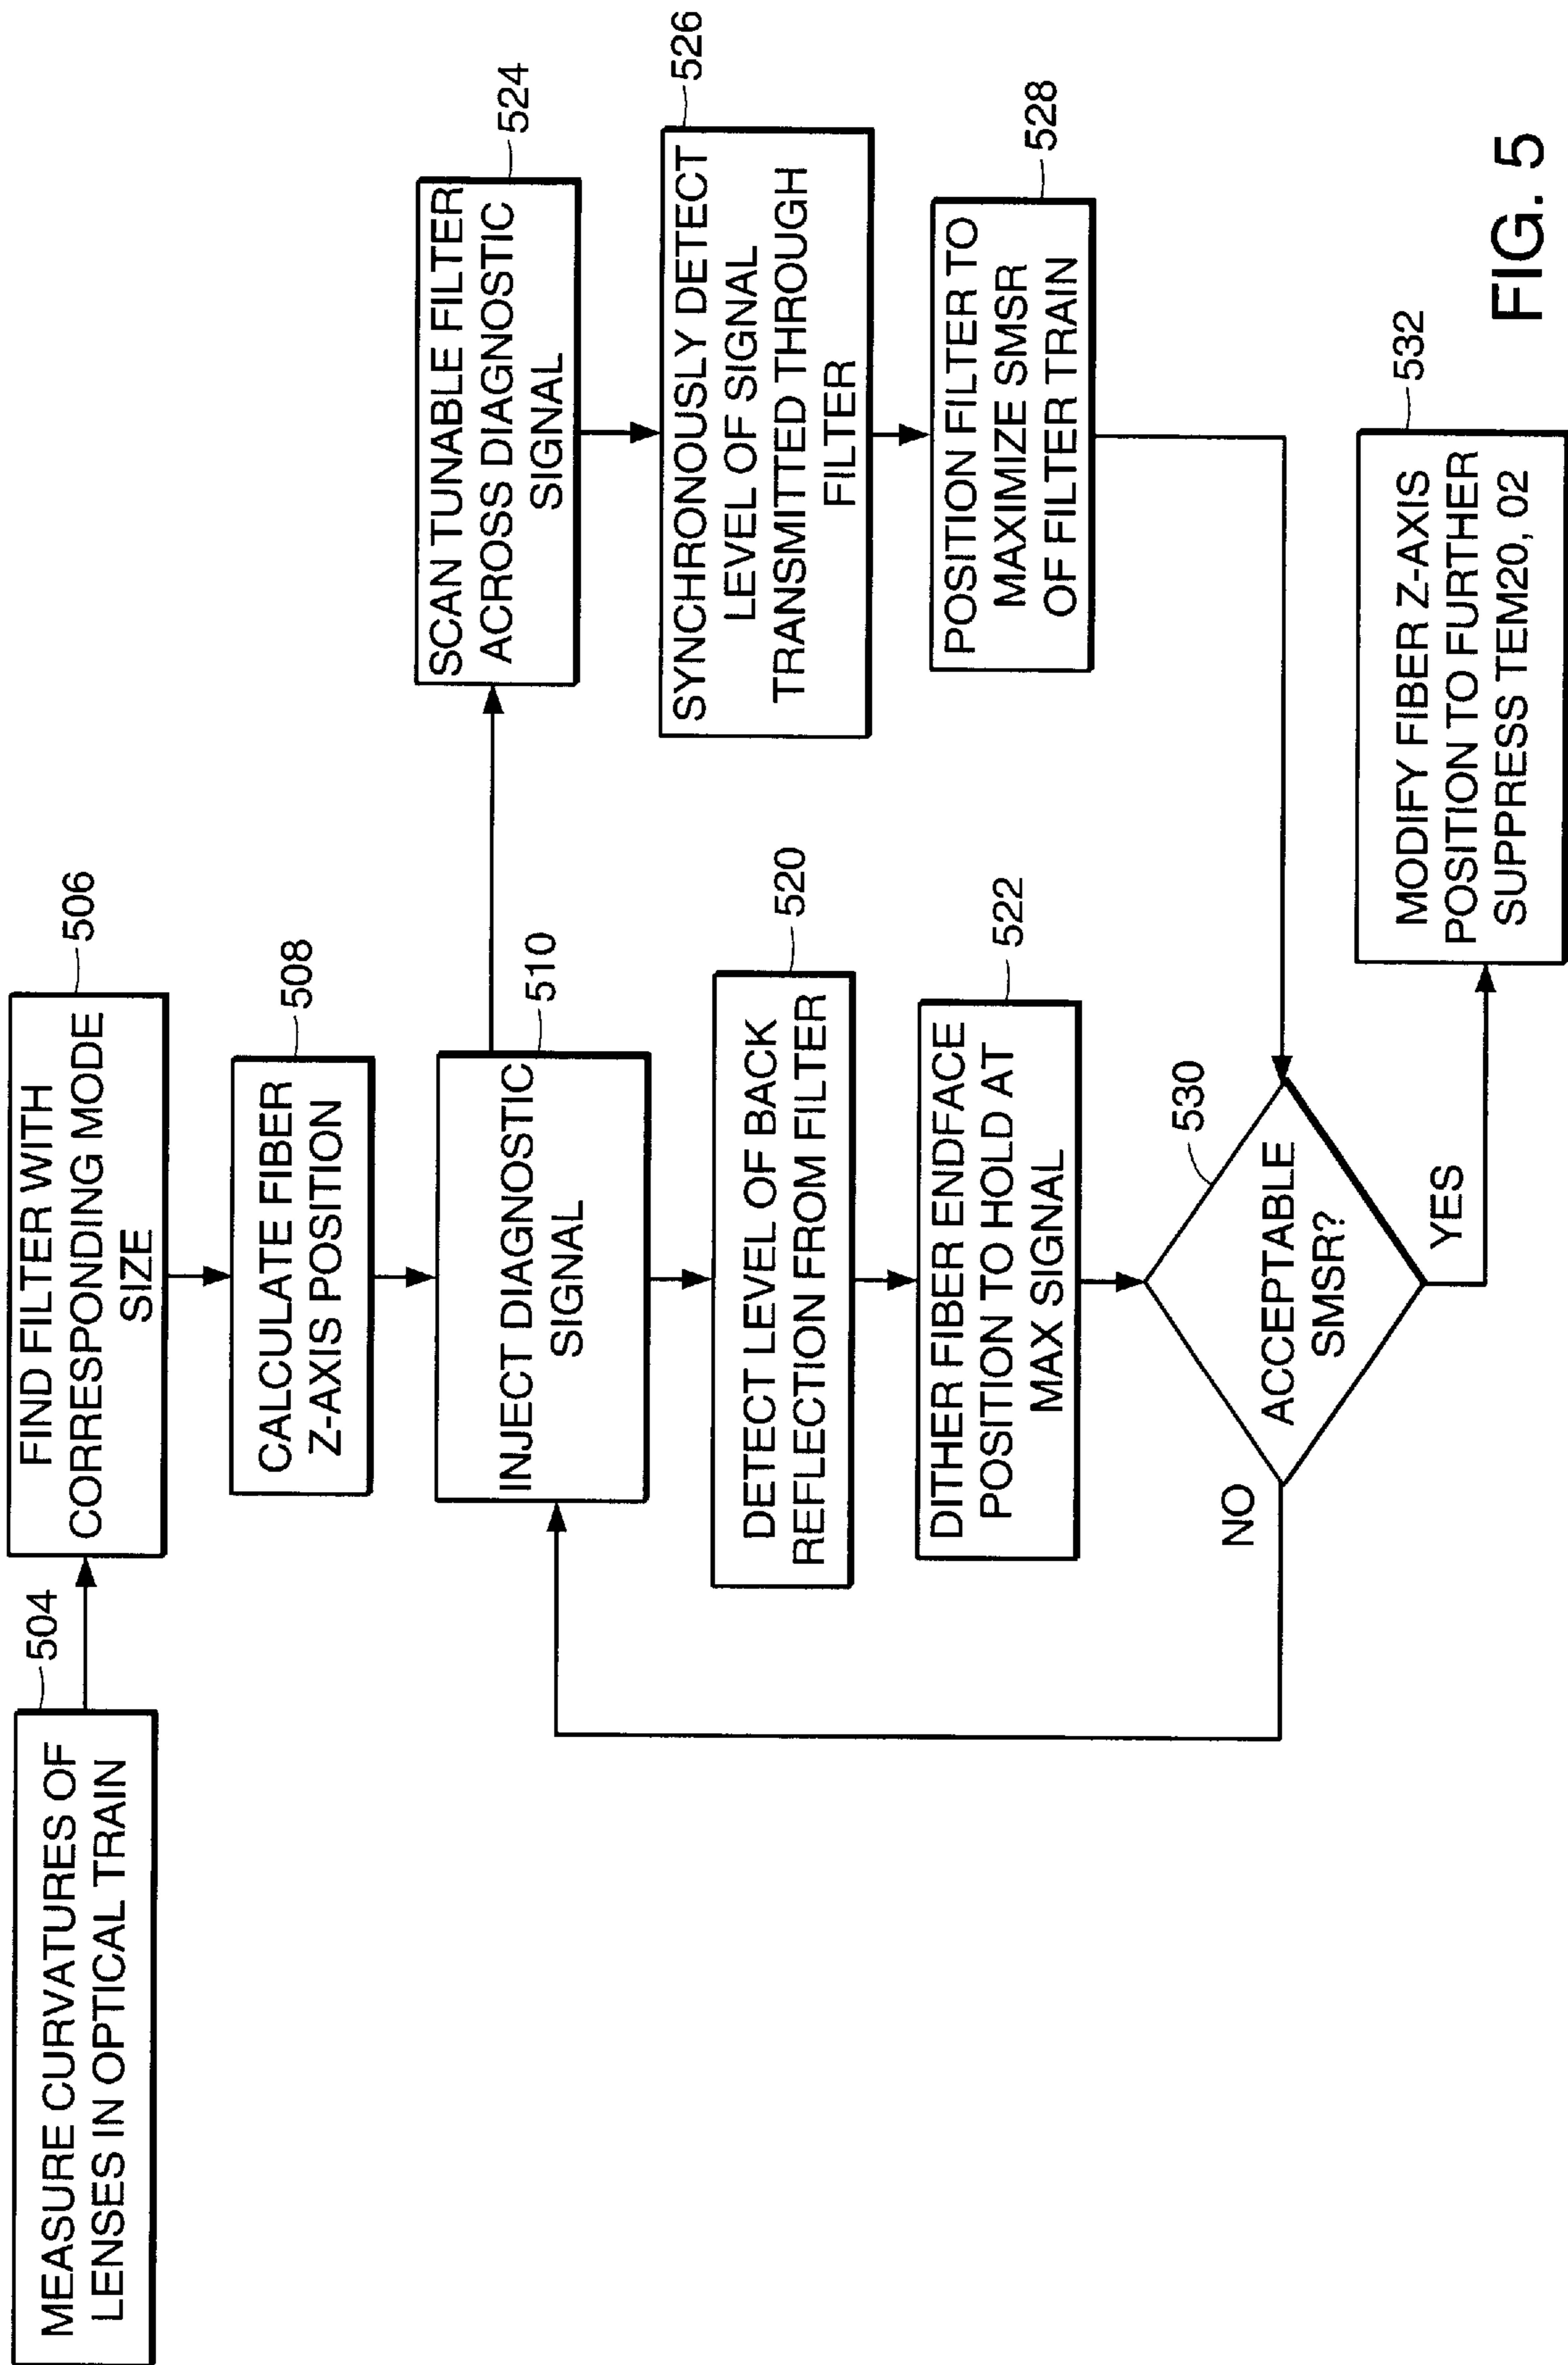 MEASURE CURVATURES OF
LENSES IN OPTICAL TRAIN
504
FIND FILTER WITH
CORRESPONDING MODE
SIZE
506
CALCULATE FIBER
Z-AXIS POSITION
508
INJECT DIAGNOSTIC
SIGNAL
510
DETECT LEVEL OF BACK
REFLECTION FROM FILTER
520
DITHER FIBER ENDFACE
POSITION TO HOLD AT
MAX SIGNAL
522
SCAN TUNABLE FILTER
ACROSS DIAGNOSTIC
SIGNAL
524
SYNCHRONOUSLY DETECT
LEVEL OF SIGNAL
TRANSMITTED THROUGH
FILTER
526
POSITION FILTER TO
MAXIMIZE SMSR
OF FILTER TRAIN
528
ACCEPTABLE
SMSR?
530
NO
YES
MODIFY FIBER Z-AXIS
POSITION TO FURTHER
SUPPRESS TEM20, 02
532
FIG. 5